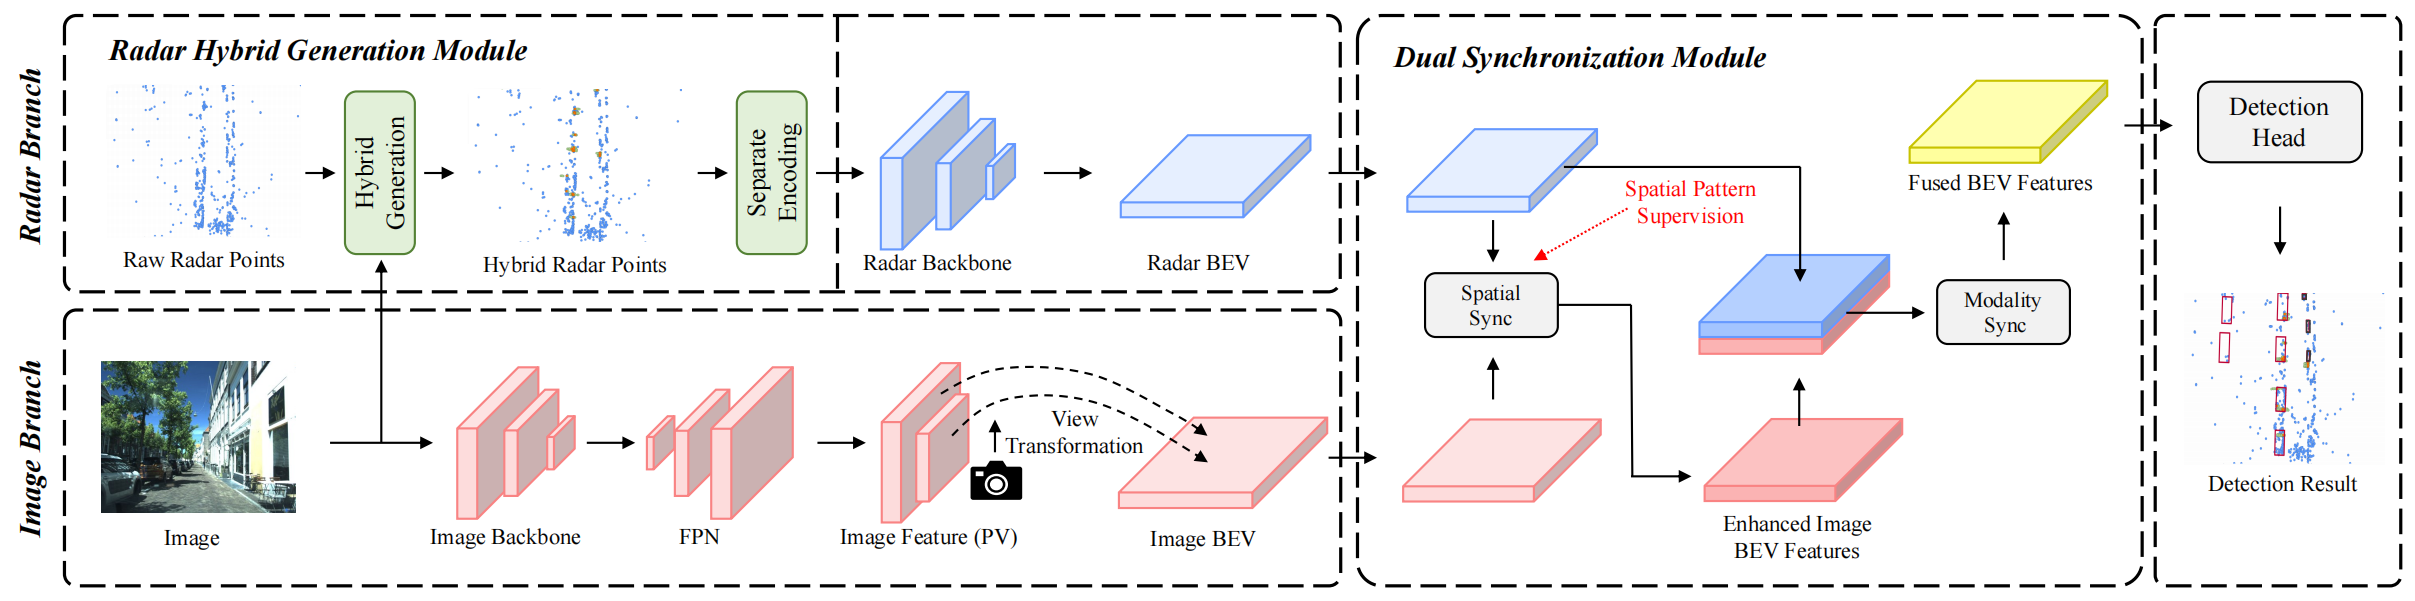 Radar Branch
Radar Hybrid Generation Module
Raw Radar Points
Hybrid
Generation
Hybrid Radar Points
Separate
Encoding
Radar Backbone
Radar BEV
Image Branch
Image
Image Backbone
FPN
Image Feature (PV)
View
Transformation
Image BEV
Dual Synchronization Module
Spatial Pattern
Supervision
Spatial
Sync
Enhanced Image
BEV Features
Modality
Sync
Fused BEV Features
Detection
Head
Detection Result